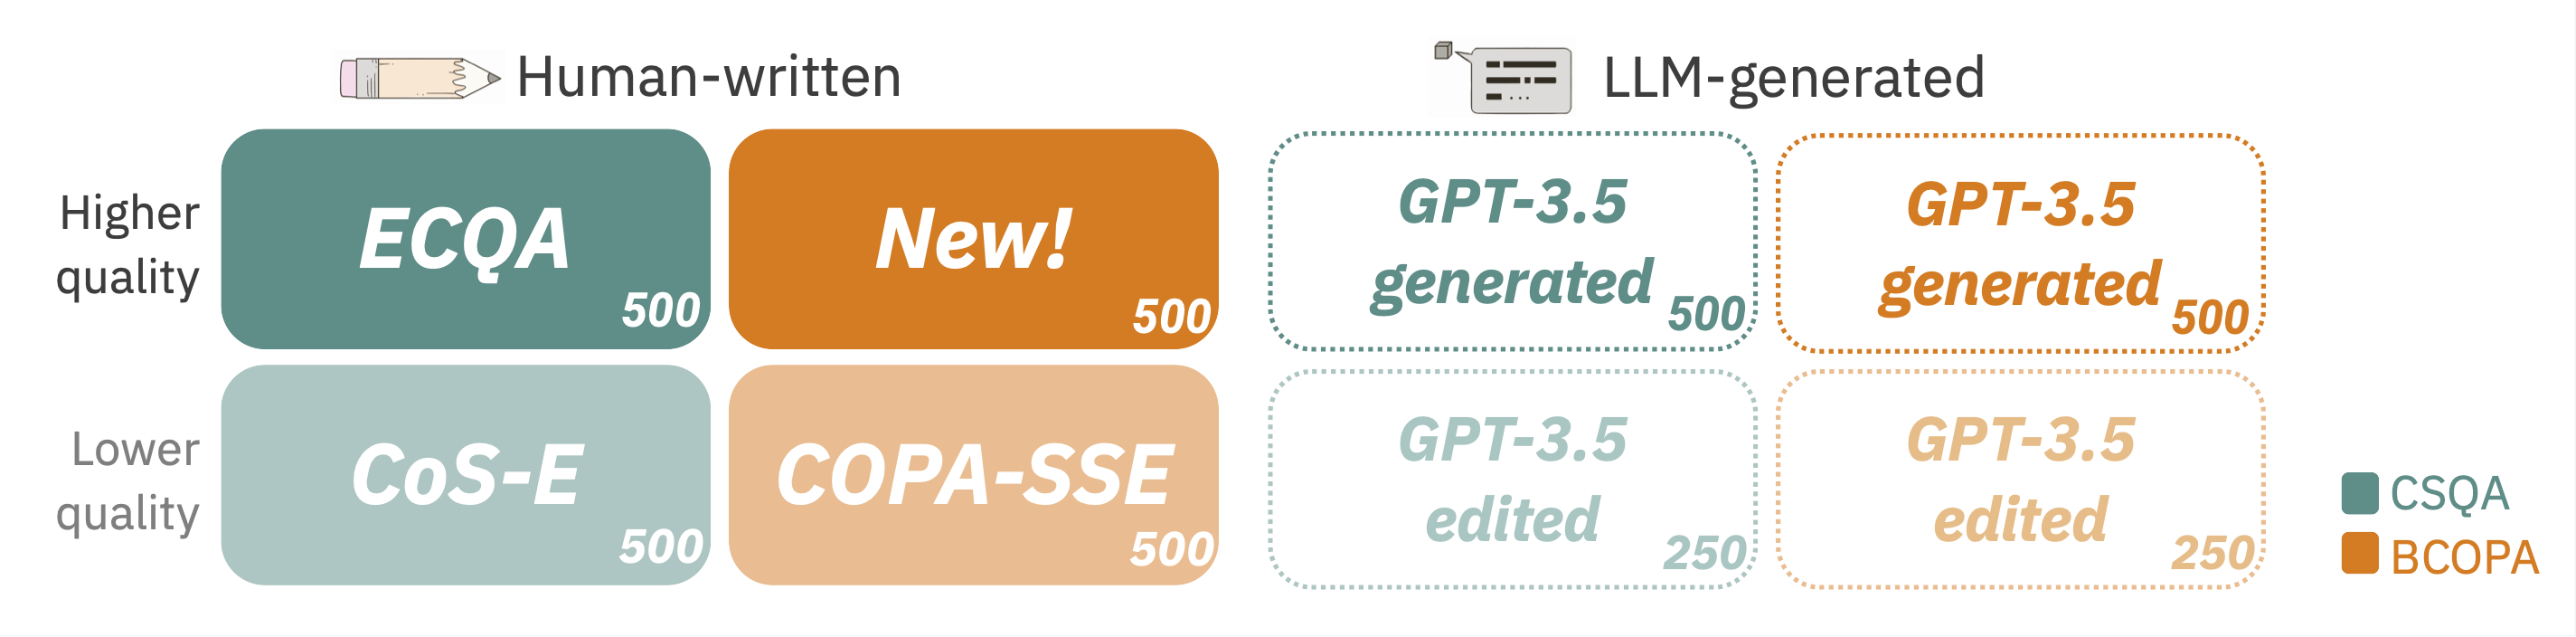 Human-written
LLM-generated
Higher
quality
ECQA
500
New!
500
GPT-3.5
generated
500
GPT-3.5
generated
500
Lower
quality
CoS-E
500
COPA-SSE
500
GPT-3.5
edited
250
GPT-3.5
edited
250
CSQA
BCOPA